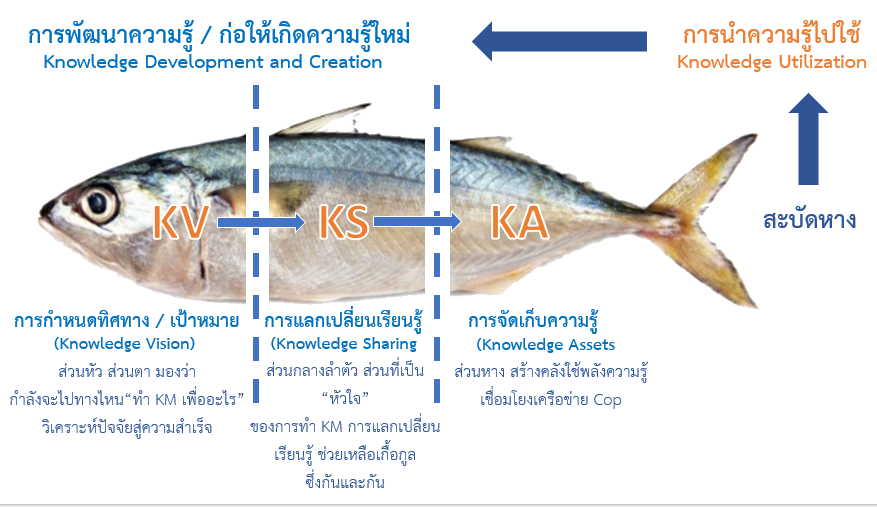 การพัฒนาความรู้ / ก่อให้เกิดความรู้ใหม่
Knowledge Development and Creation
การนำความรู้ไปใช้
Knowledge Utilization
สะบัดหาง
KV
KS
KA
การกำหนดทิศทาง / เป้าหมาย
(Knowledge Vision)
ส่วนหัว ส่วนตา มองว่า
กำลังจะไปทางไหน“ทำ KM เพื่ออะไร”
วิเคราะห์ปัจจัยสู่ความสำเร็จ
การแลกเปลี่ยนเรียนรู้
(Knowledge Sharing
ส่วนกลางลำตัว ส่วนที่เป็น
“หัวใจ”
ของการทำ KM การแลกเปลี่ยน
เรียนรู้ ช่วยเหลือเกื้อกูล
ซึ่งกันและกัน
การจัดเก็บความรู้
(Knowledge Assets
ส่วนหาง สร้างคลังใช้พลังความรู้
เชื่อมโยงเครือข่าย Cop